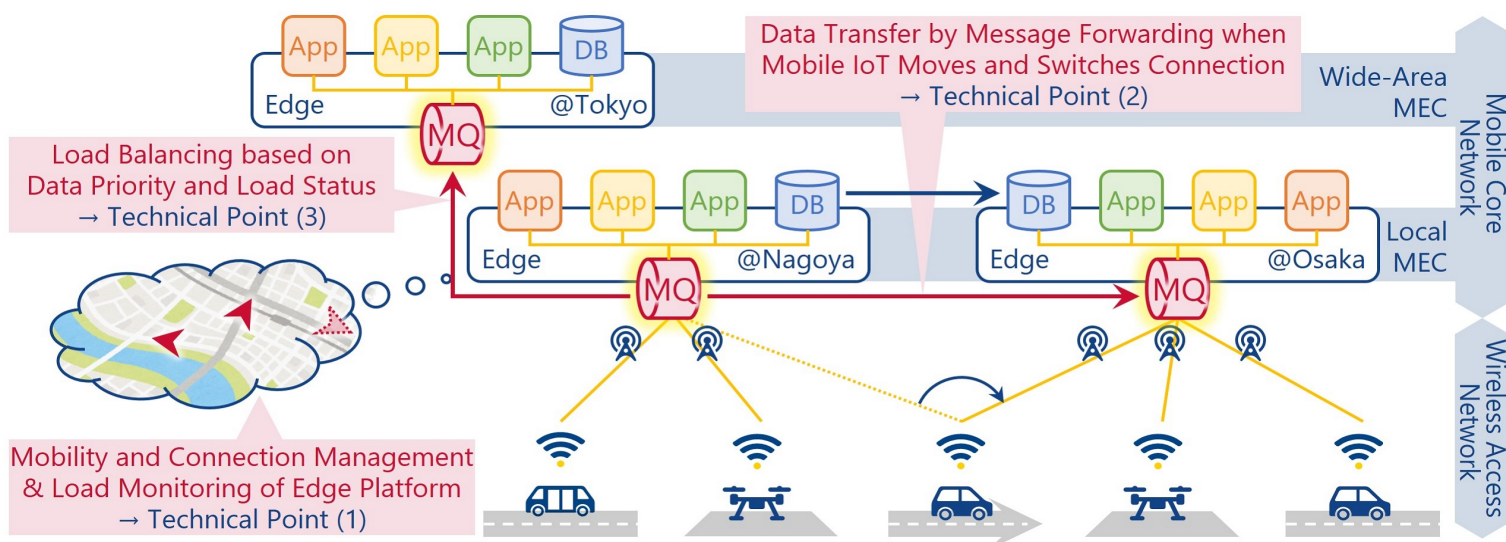 App
App
App
DB
Edge
@Tokyo
MQ
Data Transfer by Message Forwarding when
Mobile IoT Moves and Switches Connection
→ Technical Point (2)
Wide-Area
MEC
Mobile Core
Network
Load Balancing based on
Data Priority and Load Status
→ Technical Point (3)
App
App
App
DB
Edge
@Nagoya
MQ
DB
App
App
App
Edge
@Osaka
MQ
Local
MEC
Mobility and Connection Management
& Load Monitoring of Edge Platform
→ Technical Point (1)
Wireless Access
Network